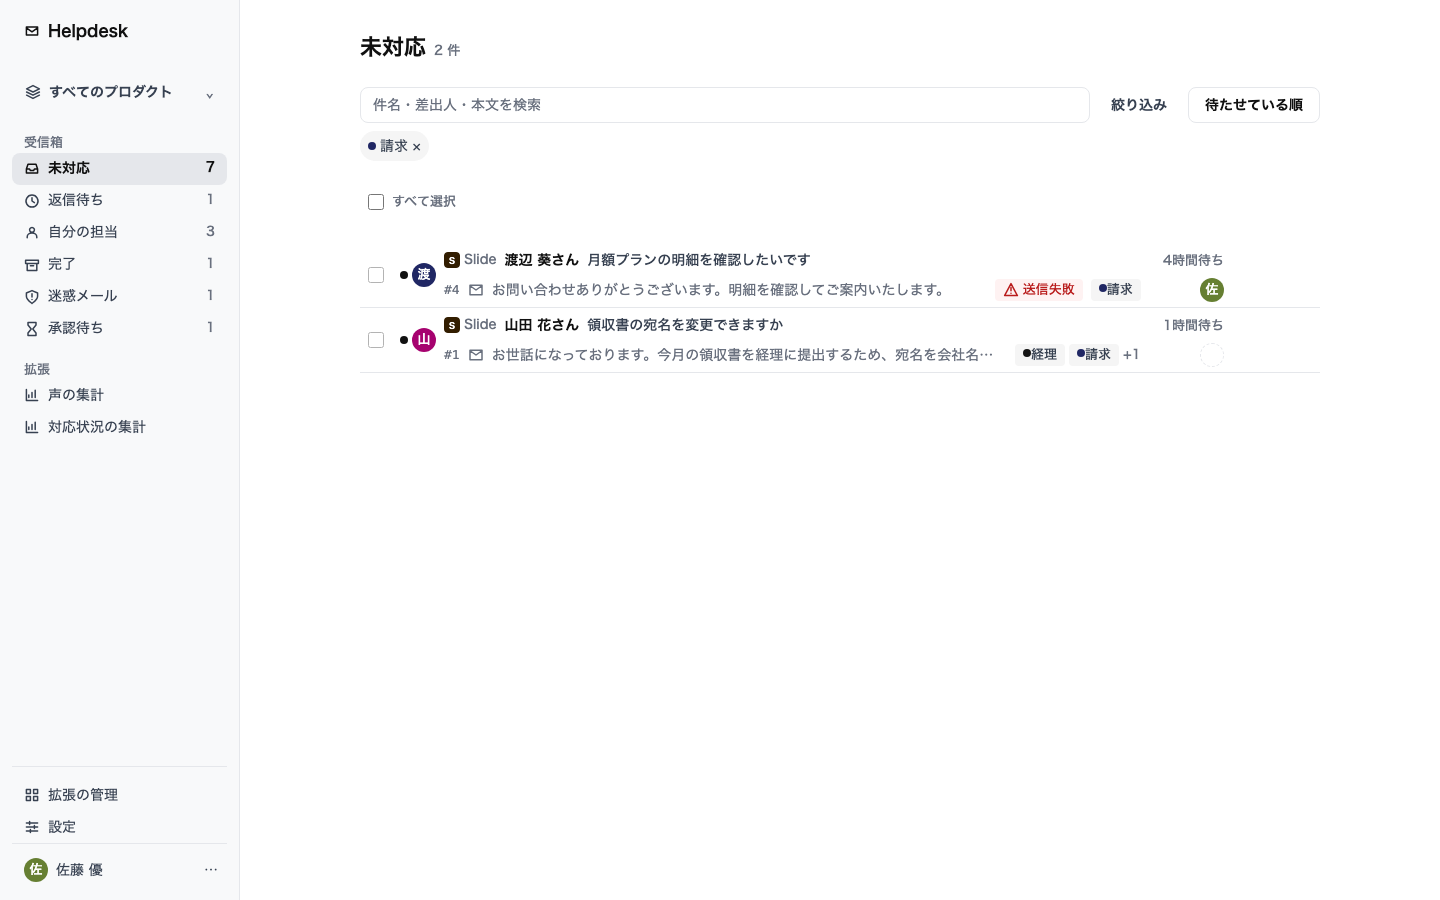 Helpdesk
すべてのプロダクト
受信箱
未対応 7
返信待ち 1
自分の担当 3
完了 1
迷惑メール 1
承認待ち 1
拡張
声の集計
対応状況の集計
拡張の管理
設定
佐 佐藤 優 …
未対応 2 件
件名・差出人・本文を検索 絞り込み 待たせている順
請求 ×
すべて選択
渡 S Slide 渡辺 葵さん 月額プランの明細を確認したいです 4時間待ち
#4 お問い合わせありがとうございます。明細を確認してご案内いたします。 送信失敗 請求 佐
山 S Slide 山田 花さん 領収書の宛名を変更できますか 1時間待ち
#1 お世話になっております。今月の領収書を経理に提出するため、宛名を会社名… 経理 請求 +1